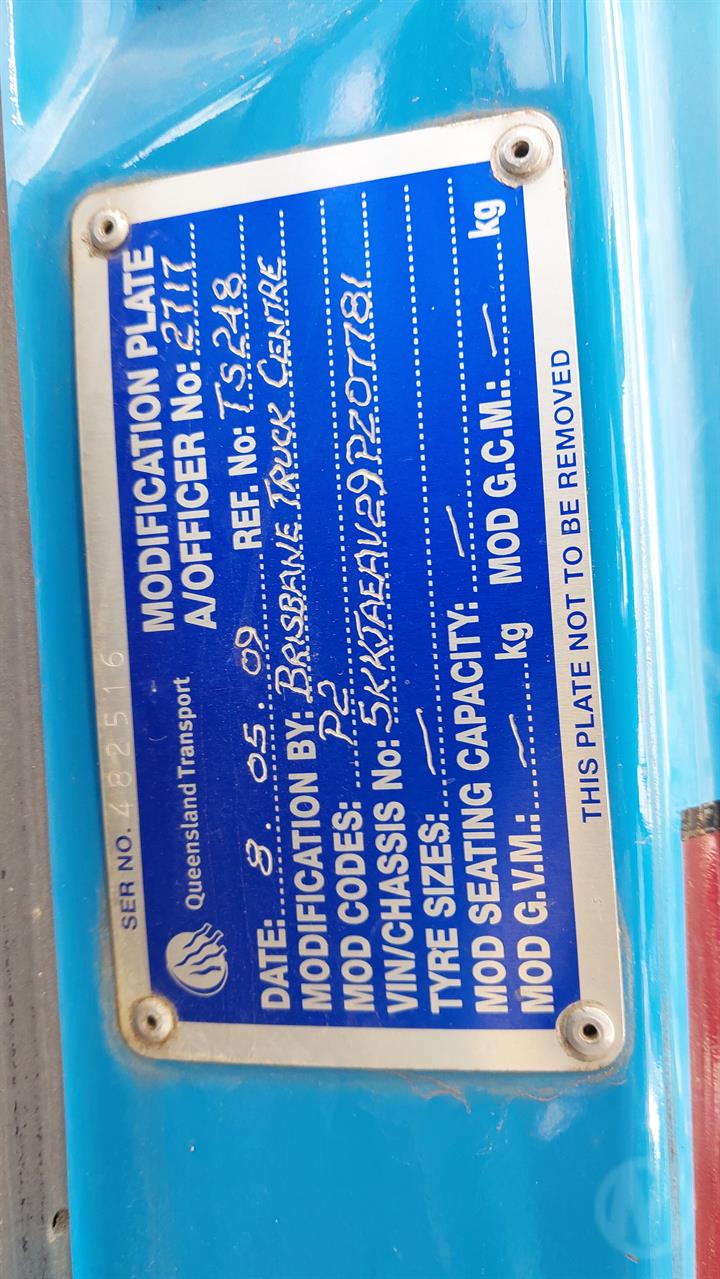 SER NO. 482516
Queensland Transport
MODIFICATION PLATE
A/OFFICER No: 2717
DATE: 8.05.09 REF. No: TS248
MODIFICATION BY: BRISBANE TRUCK CENTRE
MOD CODES: P2
VIN/CHASSIS No: 5KKJAEAV29PZ07781
TYRE SIZES: —
MOD SEATING CAPACITY: —
MOD G.V.M.: — kg MOD G.C.M.: — kg
THIS PLATE NOT TO BE REMOVED